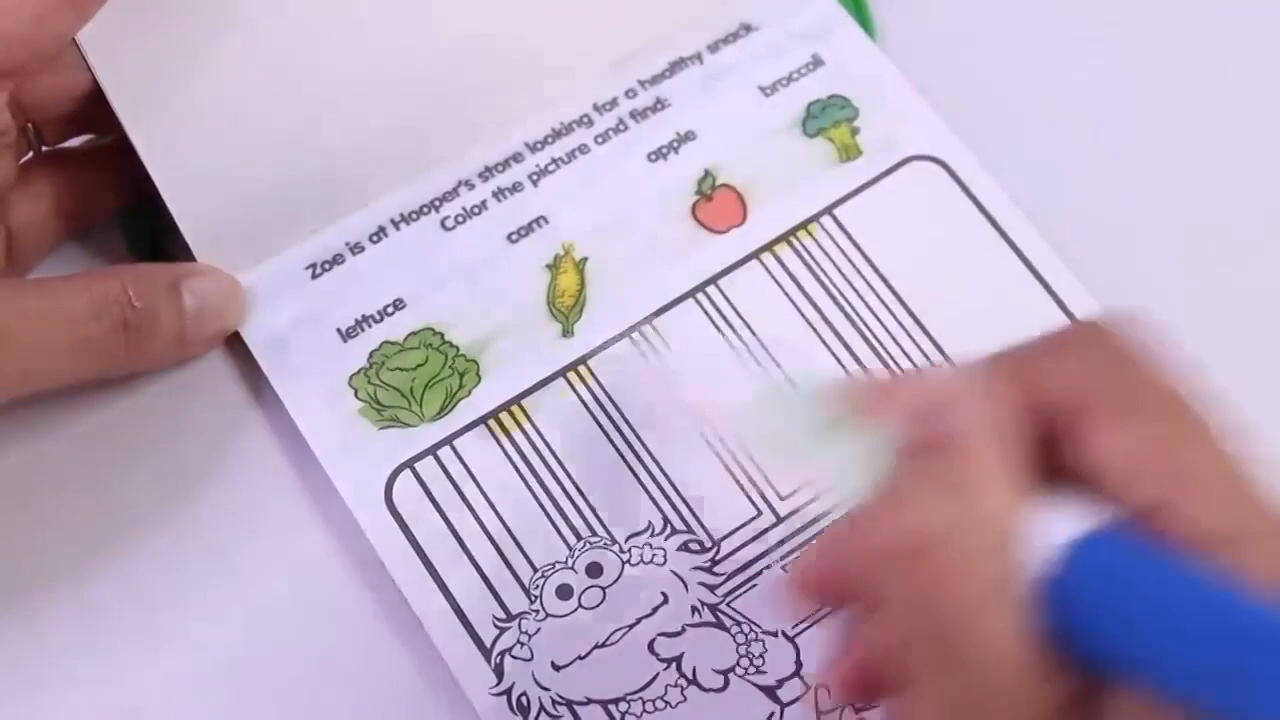 Zoe is at Hooper's store looking for a healthy snack.
Color the picture and find:
lettuce
corn
apple
broccoli